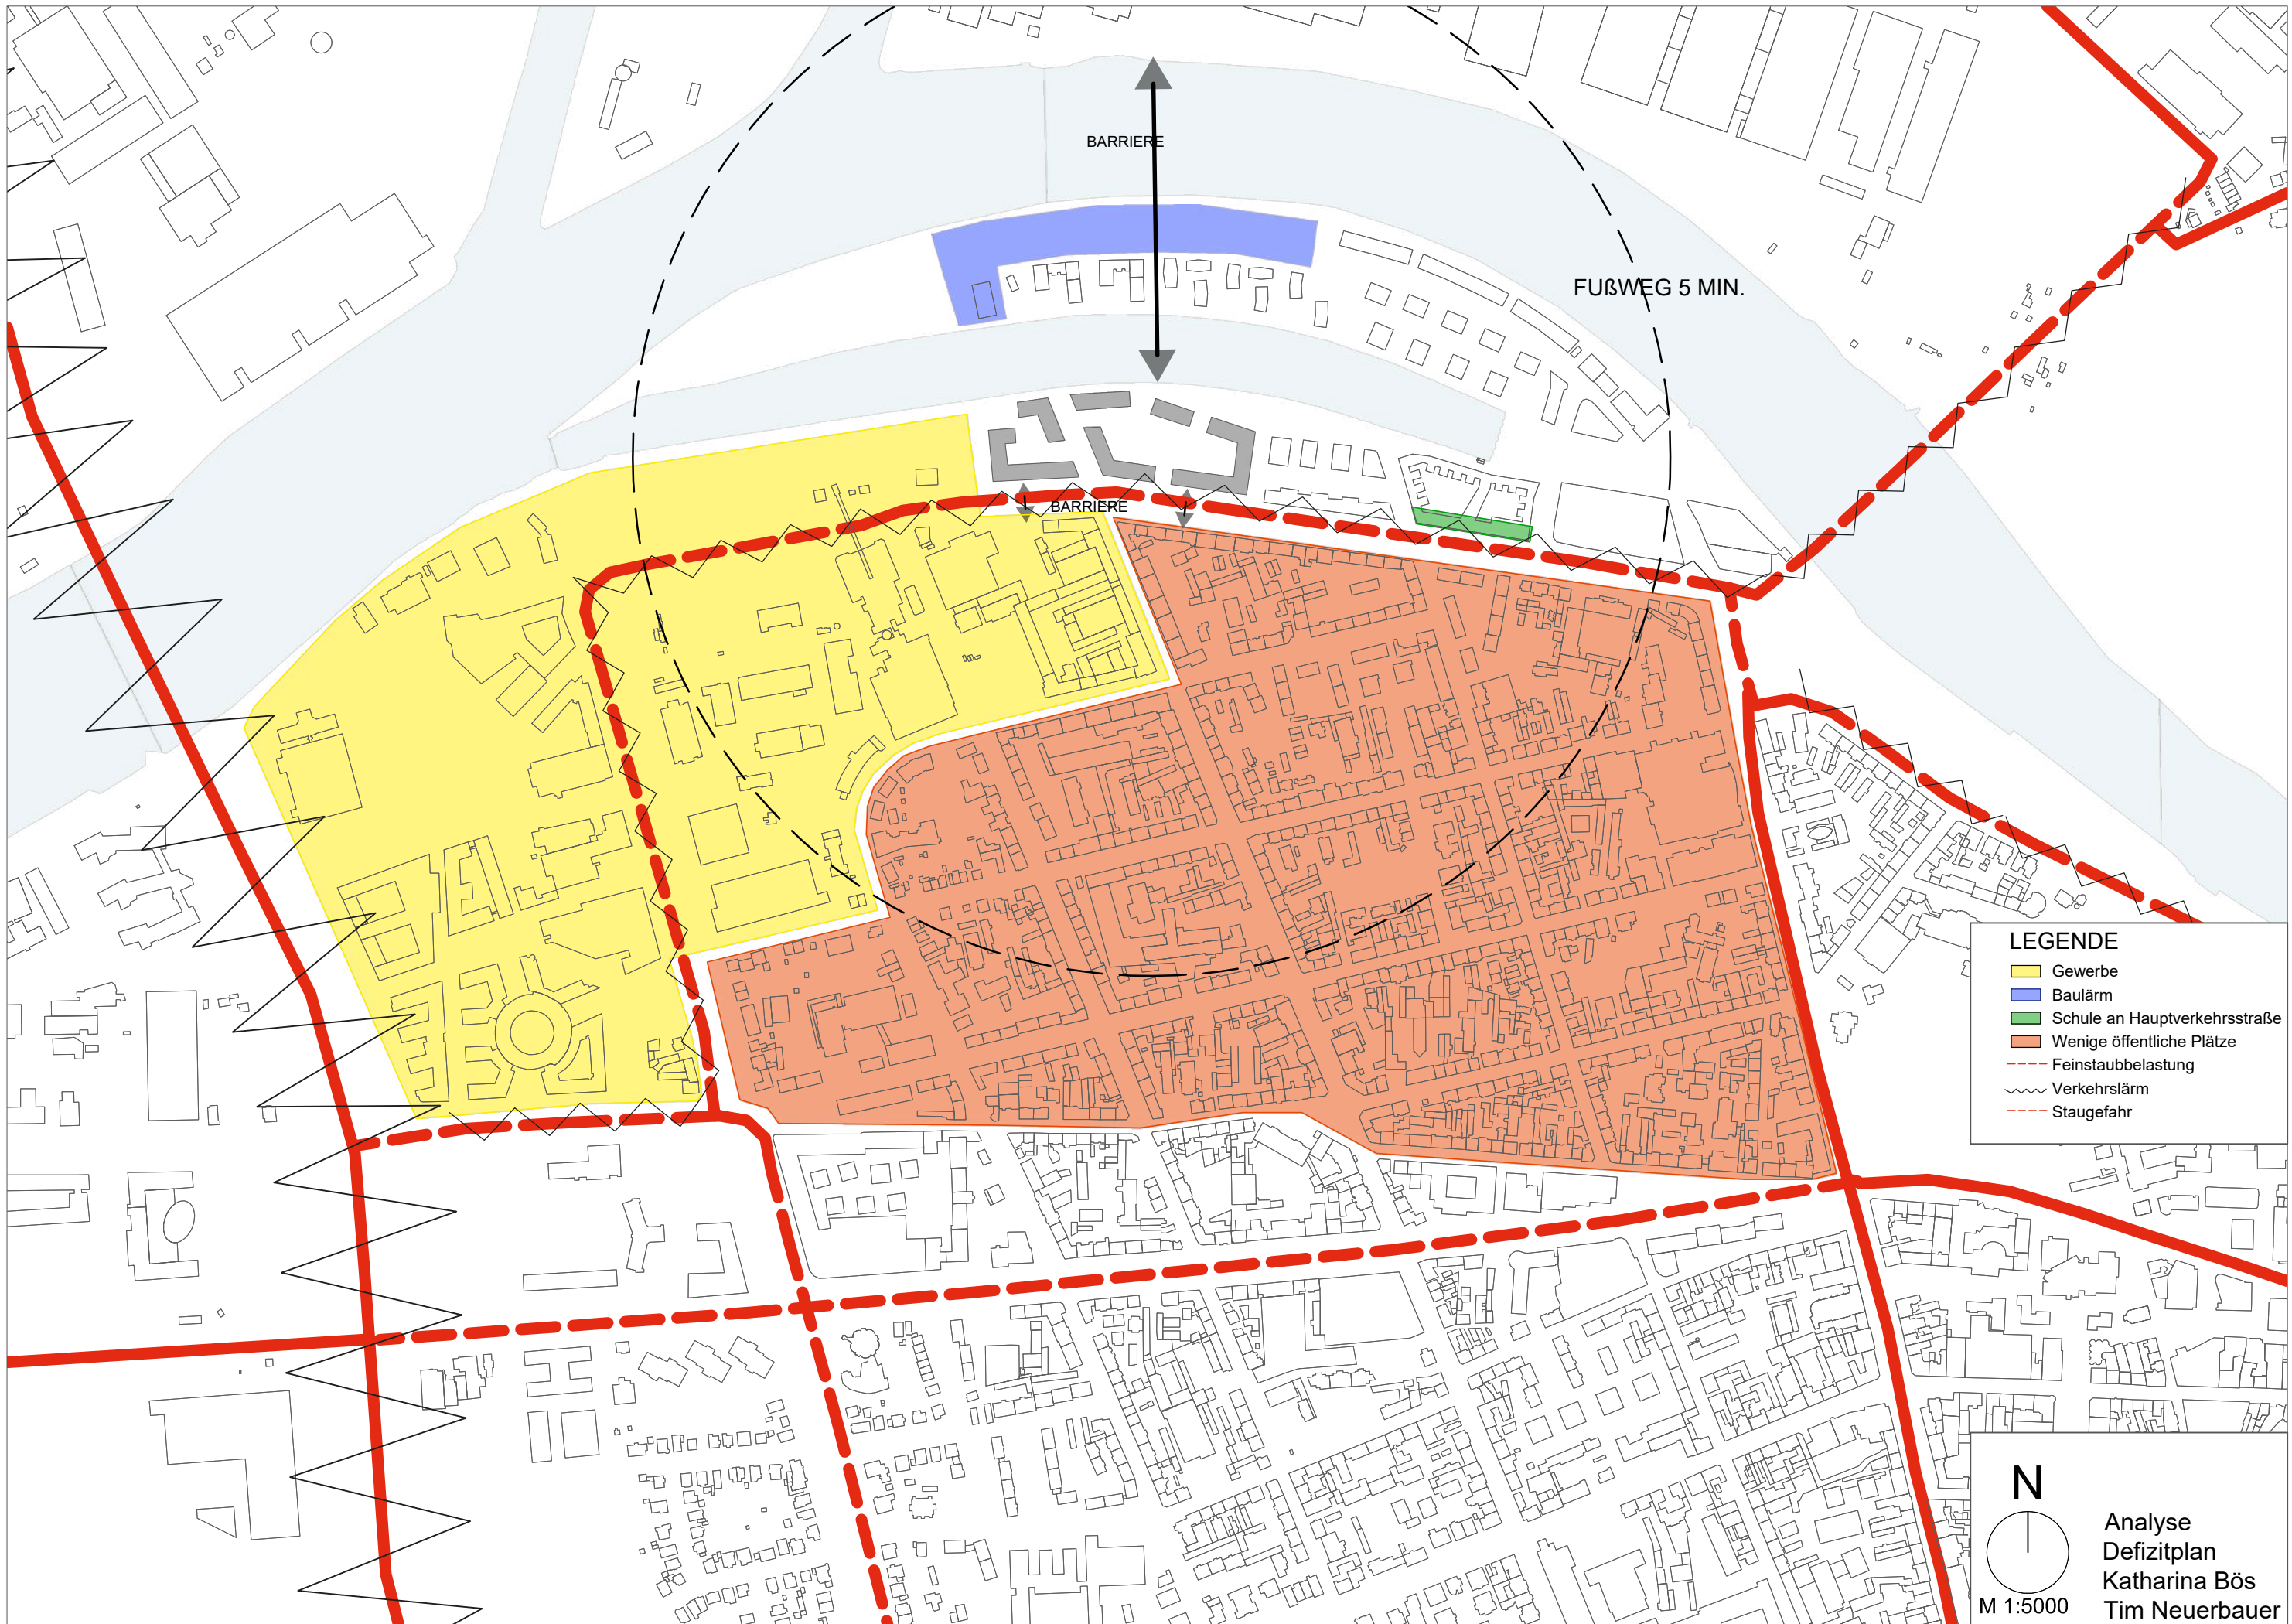 BARRIERE
FUßWEG 5 MIN.
BARRIERE
LEGENDE
Gewerbe
Baulärm
Schule an Hauptverkehrsstraße
Wenige öffentliche Plätze
Feinstaubbelastung
Verkehrslärm
Staugefahr
N
M 1:5000
Analyse
Defizitplan
Katharina Bös
Tim Neuerbauer